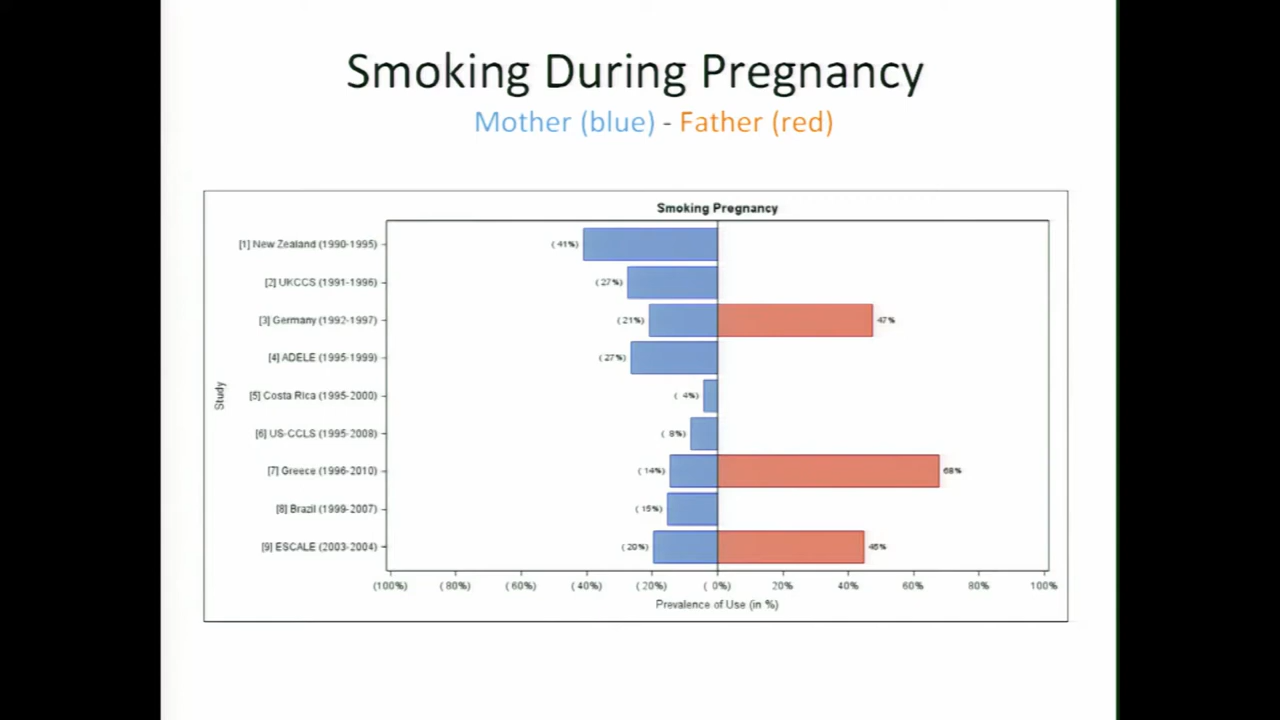 Smoking During Pregnancy
Mother (blue) - Father (red)
Smoking Pregnancy
[1] New Zealand (1990-1995)
( 41%)
[2] UKCCS (1991-1996)
( 27%)
[3] Germany (1992-1997)
( 21%)
47%
[4] ADELE (1995-1999)
( 27%)
[5] Costa Rica (1995-2000)
( 4%)
[6] US-CCLS (1995-2008)
( 8%)
[7] Greece (1996-2010)
( 14%)
68%
[8] Brazil (1999-2007)
( 15%)
[9] ESCALE (2003-2004)
( 20%)
45%
Study
(100%) ( 80%) ( 60%) ( 40%) ( 20%) ( 0%) 20% 40% 60% 80% 100%
Prevalence of Use (in %)